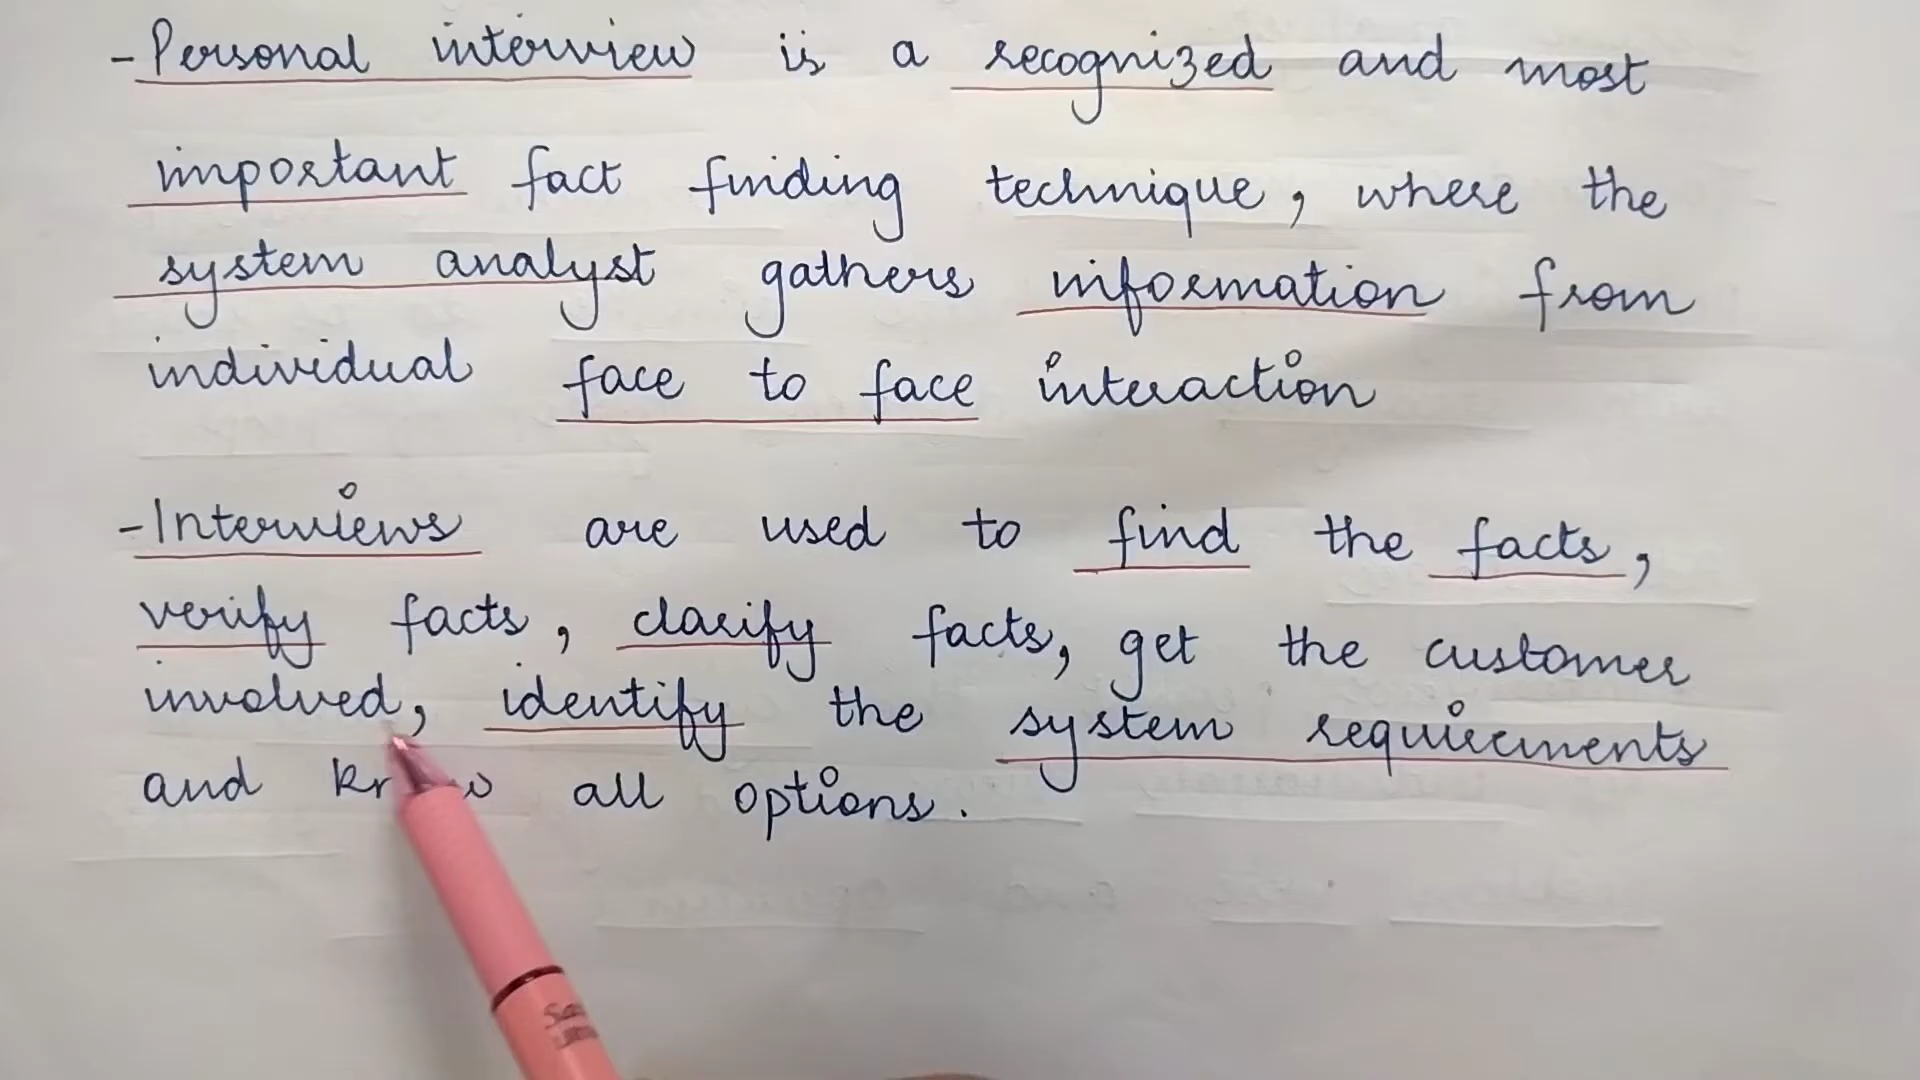 - Personal interview is a recognized and most
important fact finding technique, where the
system analyst gathers information from
individual face to face interaction
- Interviews are used to find the facts,
verify facts, clarify facts, get the customer
involved, identify the system requirements
and all options.